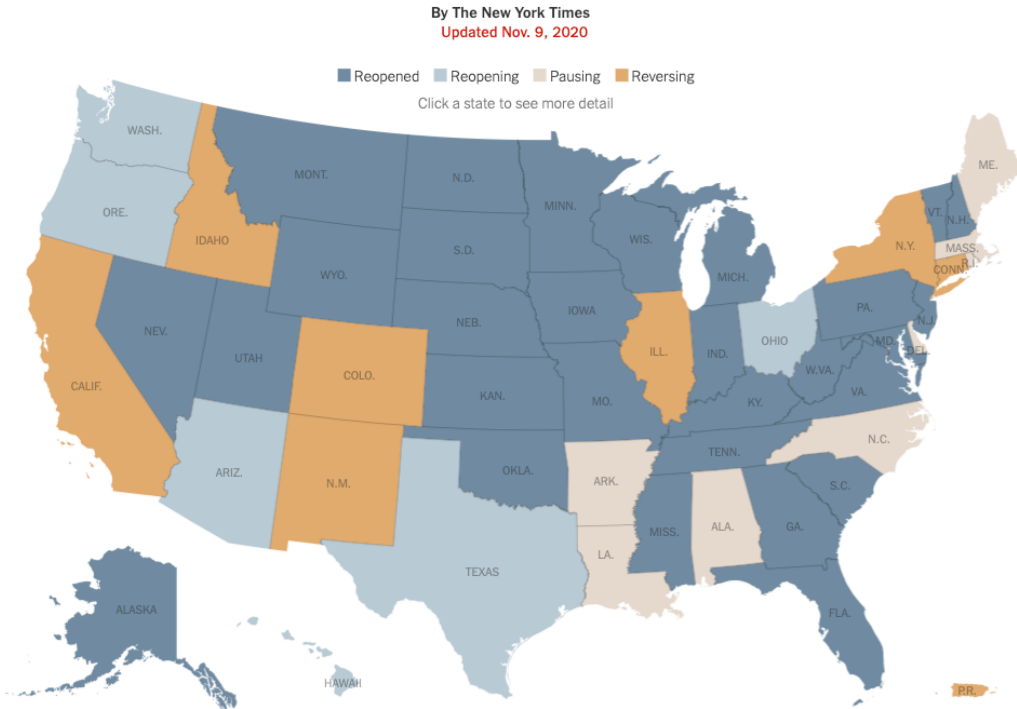 By The New York Times
Updated Nov. 9, 2020
Reopened Reopening Pausing Reversing
Click a state to see more detail
WASH.
ME.
MONT.
N.D.
MINN.
ORE.
VT.
N.H.
IDAHO
WIS.
N.Y.
MASS.
S.D.
R.I.
CONN.
WYO.
MICH.
IOWA
PA.
NEB.
N.J.
NEV.
OHIO
MD.
DEL.
UTAH
ILL.
IND.
COLO.
W.VA.
CALIF.
KAN.
VA.
MO.
KY.
N.C.
TENN.
ARIZ.
OKLA.
N.M.
ARK.
S.C.
MISS.
ALA.
GA.
LA.
TEXAS
ALASKA
FLA.
HAWAII
P.R.